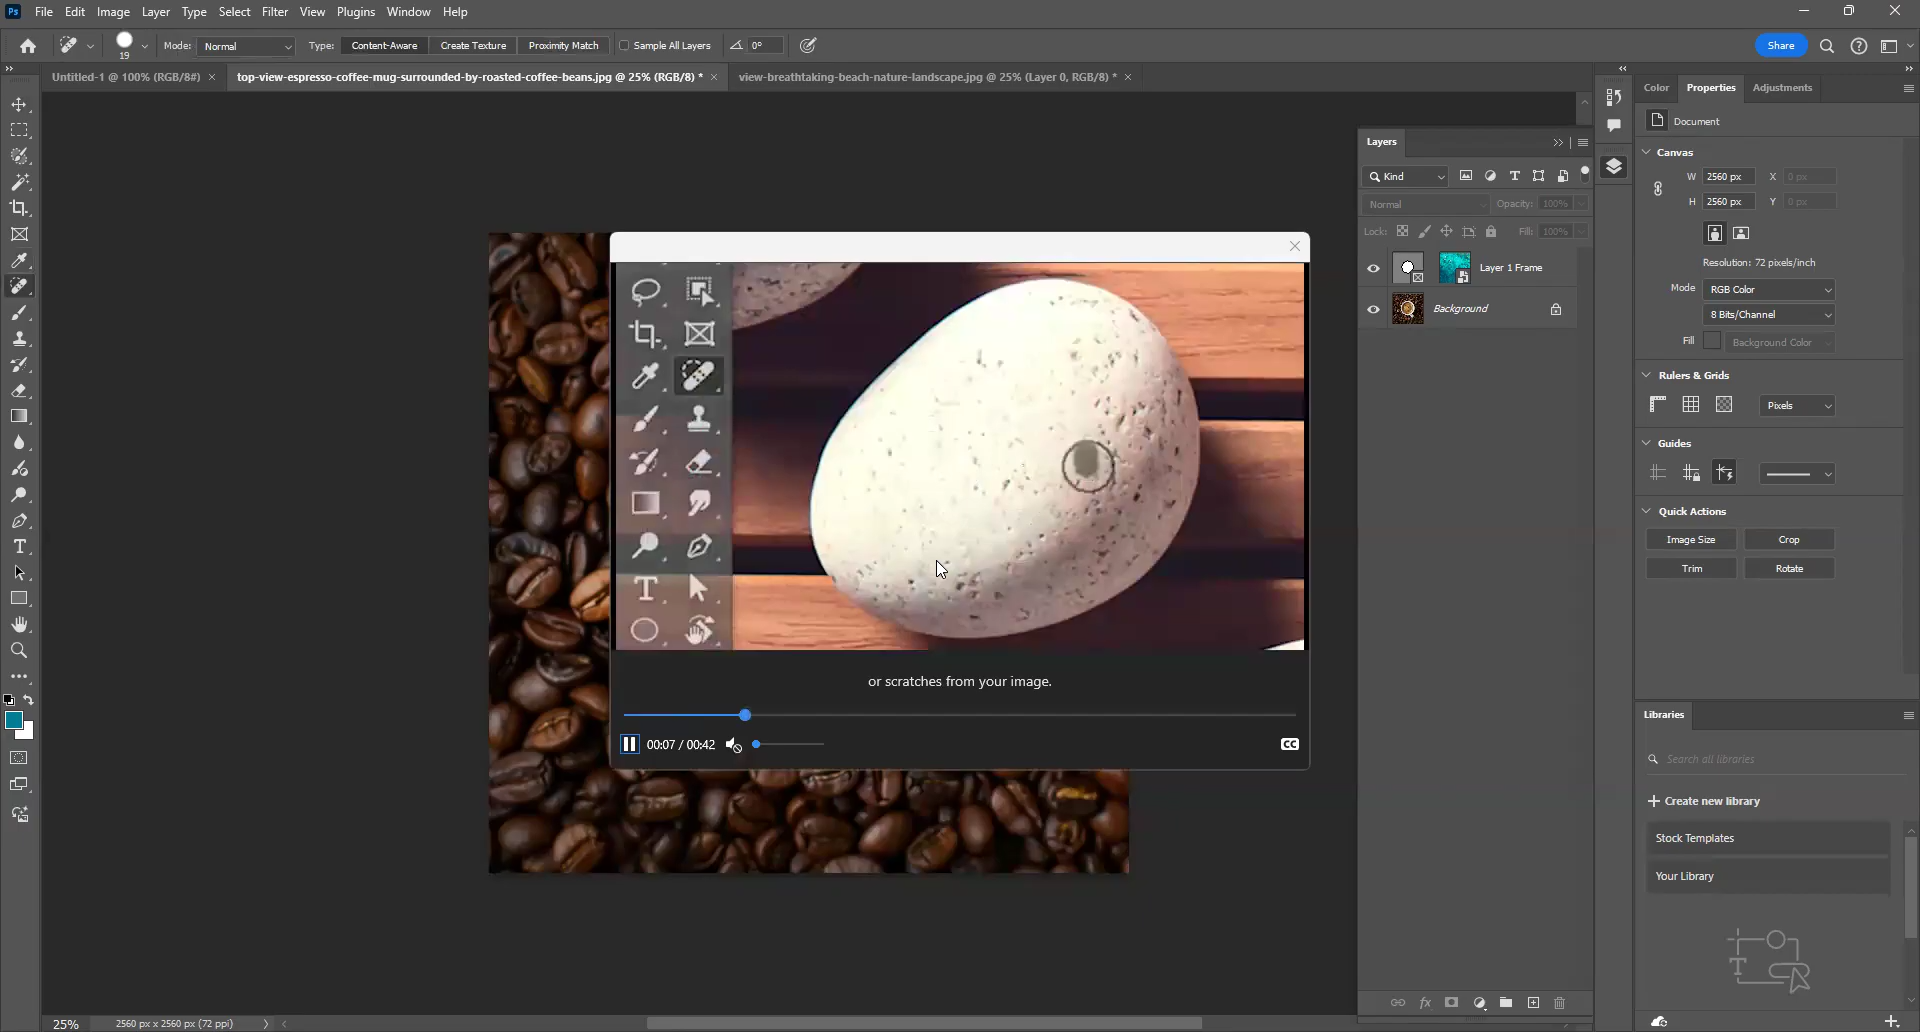 Ps File Edit Image Layer Type Select Filter View Plugins Window Help
19 Mode: Normal Type: Content-Aware Create Texture Proximity Match Sample All Layers 0° Share
Untitled-1 @ 100% (RGB/8#) × top-view-espresso-coffee-mug-surrounded-by-roasted-coffee-beans.jpg @ 25% (RGB/8) * × view-breathtaking-beach-nature-landscape.jpg @ 25% (Layer 0, RGB/8) * ×
Layers
Kind
Normal Opacity: 100%
Lock: Fill: 100%
Layer 1 Frame
Background
Color Properties Adjustments
Document
Canvas
W 2560 px X 0 px
H 2560 px Y 0 px
Resolution: 72 pixels/inch
Mode RGB Color
8 Bits/Channel
Fill Background Color
Rulers & Grids
Pixels
Guides
Quick Actions
Image Size Crop
Trim Rotate
Libraries
Search all libraries
+ Create new library
Stock Templates
Your Library
or scratches from your image.
00:07 / 00:42 CC
25% 2560 px x 2560 px (72 ppi)